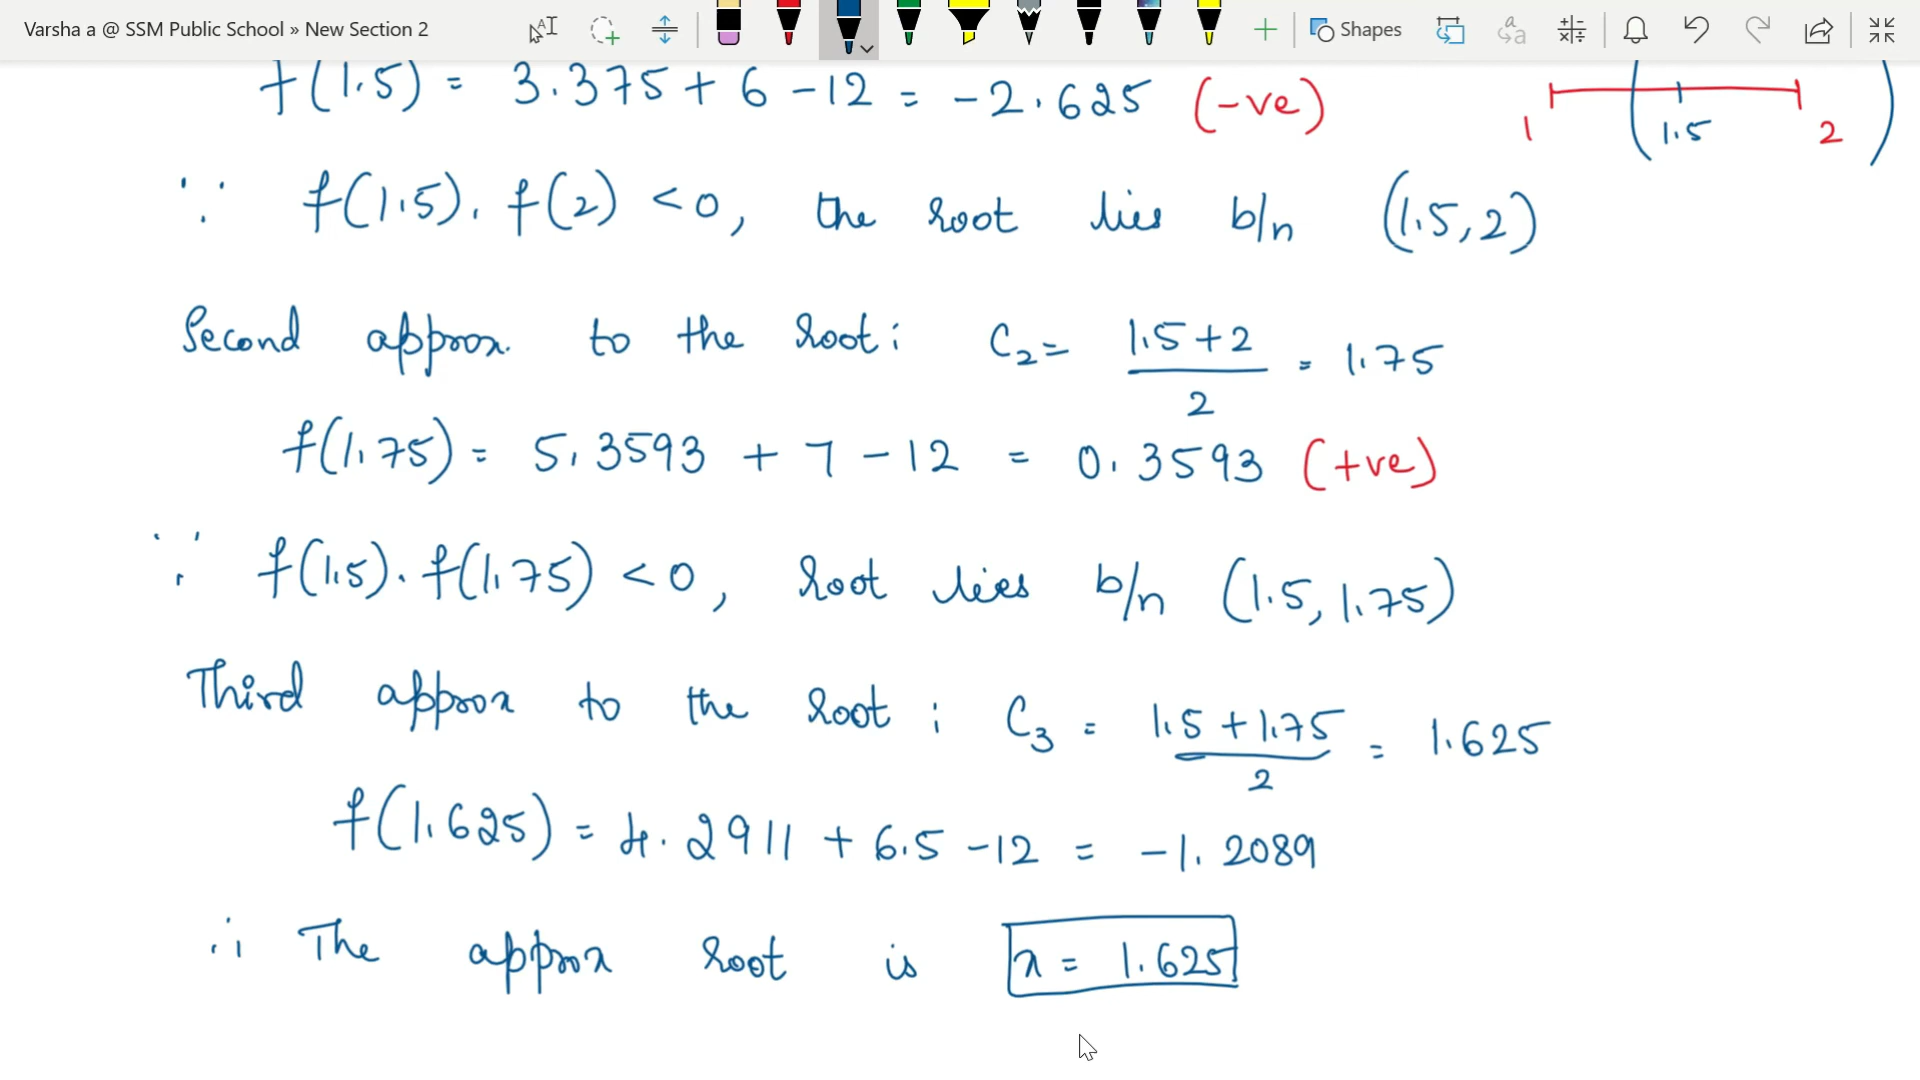 Varsha a @ SSM Public School » New Section 2
Shapes
f(1.5) = 3.375 + 6 - 12 = -2.625 (-ve)
1 1.5 2
∵ f(1.5). f(2) < 0, the root lies b/n (1.5, 2)
Second approx. to the root: C₂ = (1.5 + 2)/2 = 1.75
f(1.75) = 5.3593 + 7 - 12 = 0.3593 (+ve)
∵ f(1.5). f(1.75) < 0, root lies b/n (1.5, 1.75)
Third approx to the root : C₃ = (1.5 + 1.75)/2 = 1.625
f(1.625) = 4.2911 + 6.5 - 12 = -1.2089
∴ The approx root is x = 1.625